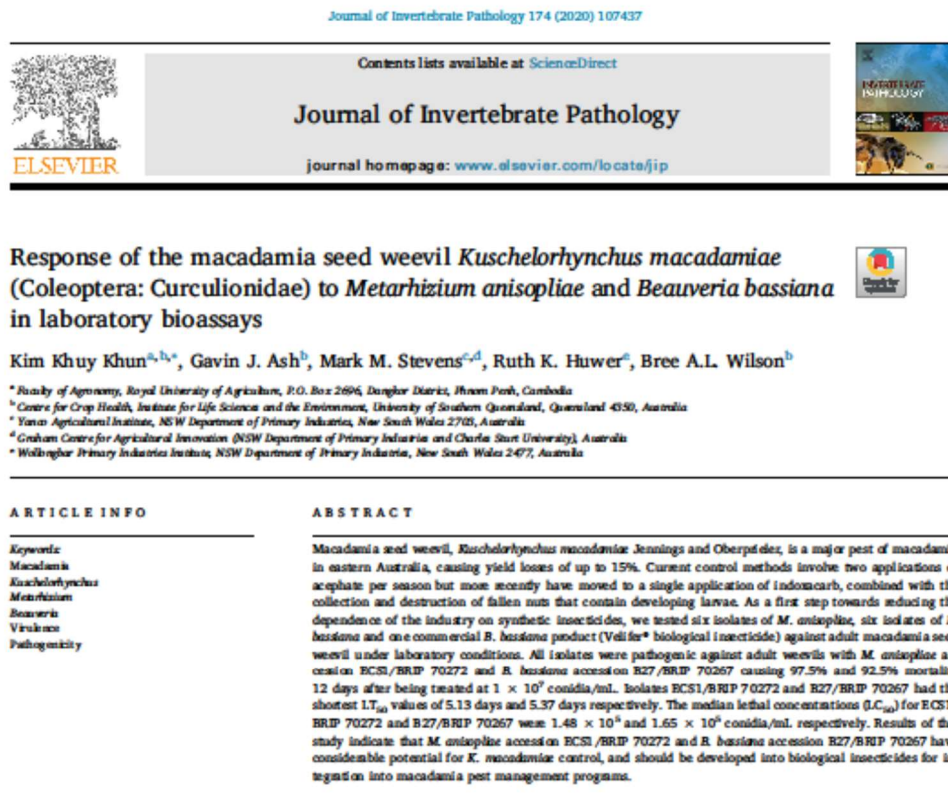 Journal of Invertebrate Pathology 174 (2020) 107437
Contents lists available at ScienceDirect
Journal of Invertebrate Pathology
journal homepage: www.elsevier.com/locate/jip
ELSEVIER
INVERTEBRATE
PATHOLOGY
Response of the macadamia seed weevil Kuschelorhynchus macadamiae
(Coleoptera: Curculionidae) to Metarhizium anisopliae and Beauveria bassiana
in laboratory bioassays
Check for
updates
Kim Khuy Khun a,b,*, Gavin J. Ash b, Mark M. Stevens c,d, Ruth K. Huwer e, Bree A.L. Wilson b
a Faculty of Agronomy, Royal University of Agriculture, P.O. Box 2696, Dangkor District, Phnom Penh, Cambodia
b Centre for Crop Health, Institute for Life Sciences and the Environment, University of Southern Queensland, Queensland 4350, Australia
c Yanco Agricultural Institute, NSW Department of Primary Industries, New South Wales 2703, Australia
d Graham Centre for Agricultural Innovation (NSW Department of Primary Industries and Charles Sturt University), Australia
e Wollongbar Primary Industries Institute, NSW Department of Primary Industries, New South Wales 2477, Australia
ARTICLE INFO
Keywords:
Macadamia
Kuschelorhynchus
Metarhizium
Beauveria
Virulence
Pathogenicity
ABSTRACT
Macadamia seed weevil, Kuschelorhynchus macadamiae Jennings and Oberprieler, is a major pest of macadami
in eastern Australia, causing yield losses of up to 15%. Current control methods involve two applications
acephate per season but more recently have moved to a single application of indoxacarb, combined with th
collection and destruction of fallen nuts that contain developing larvae. As a first step towards reducing th
dependence of the industry on synthetic insecticides, we tested six isolates of M. anisopliae, six isolates of
bassiana and one commercial B. bassiana product (Velifer® biological insecticide) against adult macadamia see
weevil under laboratory conditions. All isolates were pathogenic against adult weevils with M. anisopliae a
cession ECS1/BRIP 70272 and B. bassiana accession B27/BRIP 70267 causing 97.5% and 92.5% mortali
12 days after being treated at 1 × 10⁷ conidia/mL. Isolates ECS1/BRIP 70272 and B27/BRIP 70267 had th
shortest LT50 values of 5.13 days and 5.37 days respectively. The median lethal concentrations (LC50) for ECS1
BRIP 70272 and B27/BRIP 70267 were 1.48 × 10⁵ and 1.65 × 10⁵ conidia/mL respectively. Results of th
study indicate that M. anisopliae accession ECS1/BRIP 70272 and B. bassiana accession B27/BRIP 70267 hav
considerable potential for K. macadamiae control, and should be developed into biological insecticides for i
tegration into macadamia pest management programs.